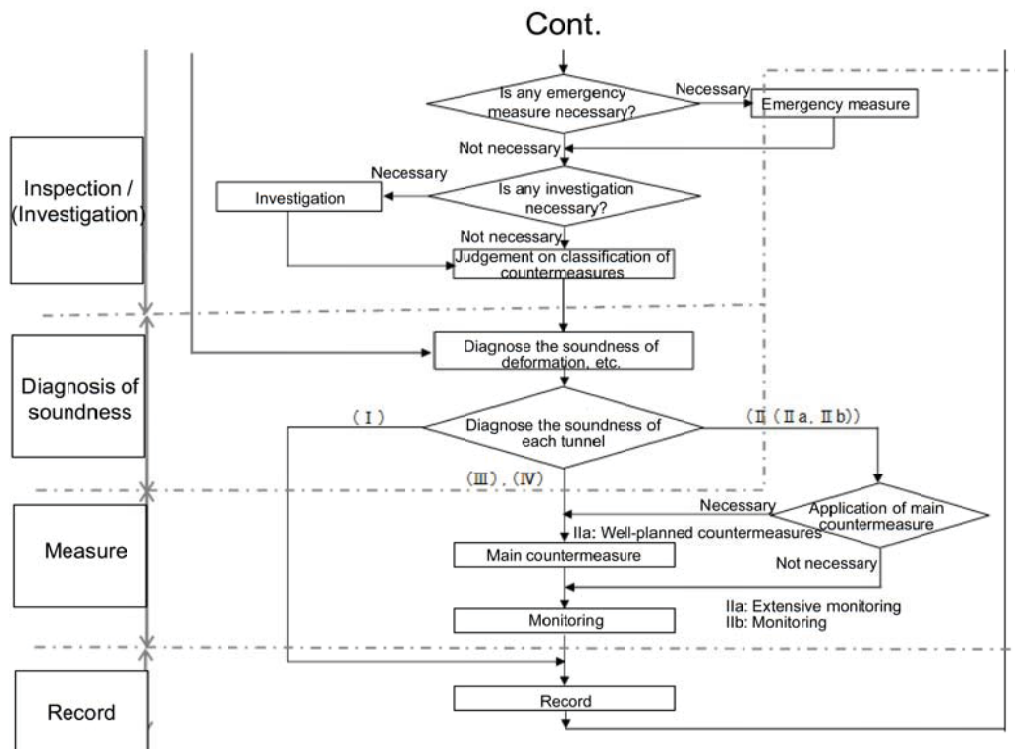 Cont.
Is any emergency
measure necessary?
Necessary
Emergency measure
Not necessary
Inspection /
(Investigation)
Necessary
Investigation
Is any investigation
necessary?
Not necessary
Judgement on classification of
countermeasures
Diagnosis of
soundness
Diagnose the soundness of
deformation, etc.
(Ⅰ)
Diagnose the soundness of
each tunnel
(Ⅱ (Ⅱa, Ⅱb))
(Ⅲ), (Ⅳ)
Measure
Necessary
Application of main
countermeasure
IIa: Well-planned countermeasures
Main countermeasure
Not necessary
IIa: Extensive monitoring
IIb: Monitoring
Monitoring
Record
Record